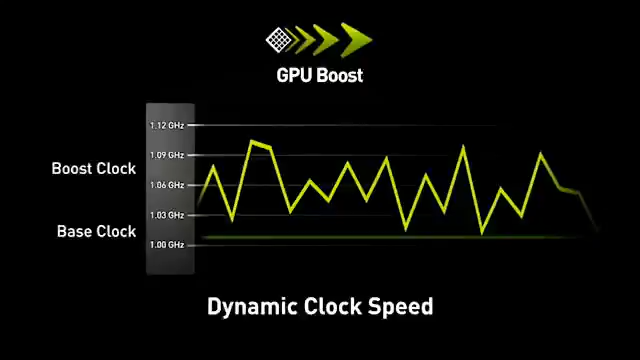 GPU Boost
1.12 GHz
1.09 GHz
Boost Clock
1.06 GHz
1.03 GHz
Base Clock
1.00 GHz
Dynamic Clock Speed